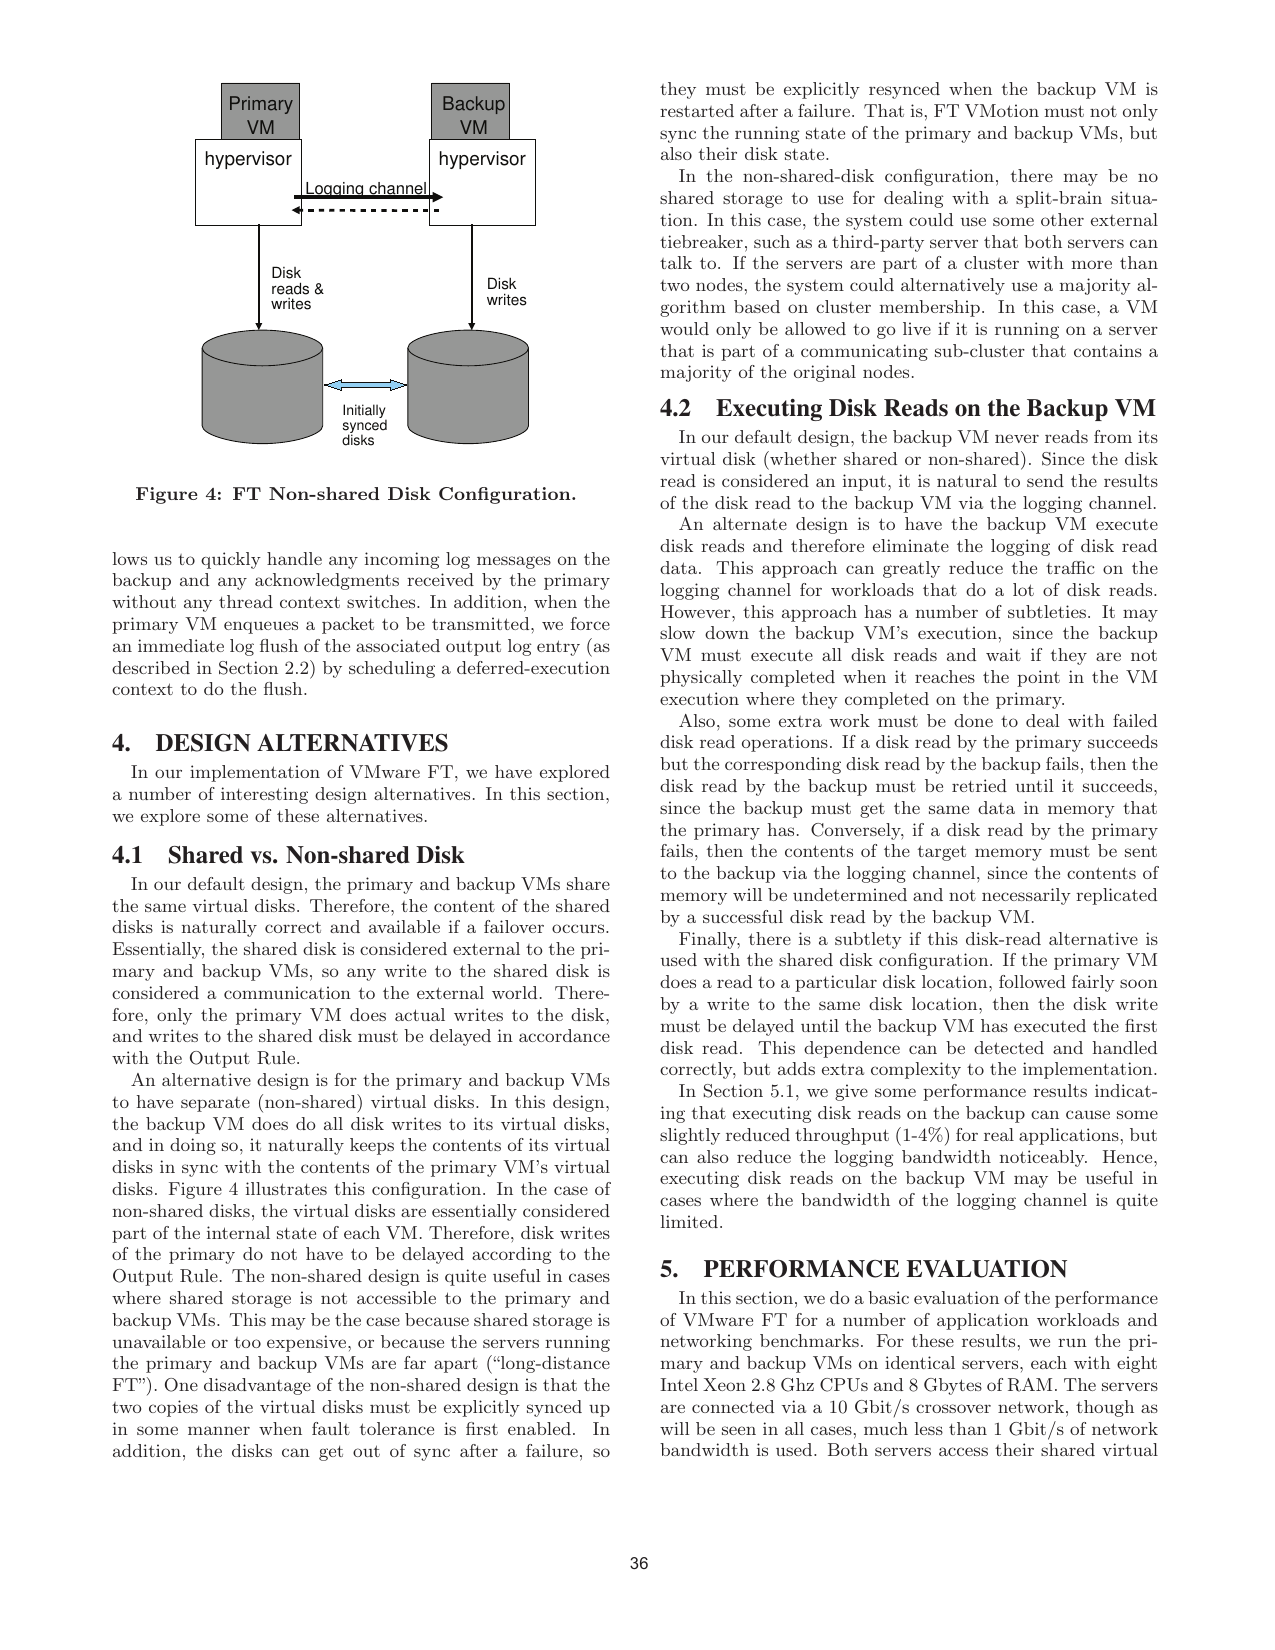 Primary
VM
Backup
VM
hypervisor
hypervisor
Logging channel
Disk
reads &
writes
Disk
writes
Initially
synced
disks
Figure 4: FT Non-shared Disk Configuration.
lows us to quickly handle any incoming log messages on the
backup and any acknowledgments received by the primary
without any thread context switches. In addition, when the
primary VM enqueues a packet to be transmitted, we force
an immediate log flush of the associated output log entry (as
described in Section 2.2) by scheduling a deferred-execution
context to do the flush.
4. DESIGN ALTERNATIVES
In our implementation of VMware FT, we have explored
a number of interesting design alternatives. In this section,
we explore some of these alternatives.
4.1 Shared vs. Non-shared Disk
In our default design, the primary and backup VMs share
the same virtual disks. Therefore, the content of the shared
disks is naturally correct and available if a failover occurs.
Essentially, the shared disk is considered external to the pri-
mary and backup VMs, so any write to the shared disk is
considered a communication to the external world. There-
fore, only the primary VM does actual writes to the disk,
and writes to the shared disk must be delayed in accordance
with the Output Rule.
An alternative design is for the primary and backup VMs
to have separate (non-shared) virtual disks. In this design,
the backup VM does do all disk writes to its virtual disks,
and in doing so, it naturally keeps the contents of its virtual
disks in sync with the contents of the primary VM's virtual
disks. Figure 4 illustrates this configuration. In the case of
non-shared disks, the virtual disks are essentially considered
part of the internal state of each VM. Therefore, disk writes
of the primary do not have to be delayed according to the
Output Rule. The non-shared design is quite useful in cases
where shared storage is not accessible to the primary and
backup VMs. This may be the case because shared storage is
unavailable or too expensive, or because the servers running
the primary and backup VMs are far apart (“long-distance
FT”). One disadvantage of the non-shared design is that the
two copies of the virtual disks must be explicitly synced up
in some manner when fault tolerance is first enabled. In
addition, the disks can get out of sync after a failure, so
they must be explicitly resynced when the backup VM is
restarted after a failure. That is, FT VMotion must not only
sync the running state of the primary and backup VMs, but
also their disk state.
In the non-shared-disk configuration, there may be no
shared storage to use for dealing with a split-brain situa-
tion. In this case, the system could use some other external
tiebreaker, such as a third-party server that both servers can
talk to. If the servers are part of a cluster with more than
two nodes, the system could alternatively use a majority al-
gorithm based on cluster membership. In this case, a VM
would only be allowed to go live if it is running on a server
that is part of a communicating sub-cluster that contains a
majority of the original nodes.
4.2 Executing Disk Reads on the Backup VM
In our default design, the backup VM never reads from its
virtual disk (whether shared or non-shared). Since the disk
read is considered an input, it is natural to send the results
of the disk read to the backup VM via the logging channel.
An alternate design is to have the backup VM execute
disk reads and therefore eliminate the logging of disk read
data. This approach can greatly reduce the traffic on the
logging channel for workloads that do a lot of disk reads.
However, this approach has a number of subtleties. It may
slow down the backup VM's execution, since the backup
VM must execute all disk reads and wait if they are not
physically completed when it reaches the point in the VM
execution where they completed on the primary.
Also, some extra work must be done to deal with failed
disk read operations. If a disk read by the primary succeeds
but the corresponding disk read by the backup fails, then the
disk read by the backup must be retried until it succeeds,
since the backup must get the same data in memory that
the primary has. Conversely, if a disk read by the primary
fails, then the contents of the target memory must be sent
to the backup via the logging channel, since the contents of
memory will be undetermined and not necessarily replicated
by a successful disk read by the backup VM.
Finally, there is a subtlety if this disk-read alternative is
used with the shared disk configuration. If the primary VM
does a read to a particular disk location, followed fairly soon
by a write to the same disk location, then the disk write
must be delayed until the backup VM has executed the first
disk read. This dependence can be detected and handled
correctly, but adds extra complexity to the implementation.
In Section 5.1, we give some performance results indicat-
ing that executing disk reads on the backup can cause some
slightly reduced throughput (1-4%) for real applications, but
can also reduce the logging bandwidth noticeably. Hence,
executing disk reads on the backup VM may be useful in
cases where the bandwidth of the logging channel is quite
limited.
5. PERFORMANCE EVALUATION
In this section, we do a basic evaluation of the performance
of VMware FT for a number of application workloads and
networking benchmarks. For these results, we run the pri-
mary and backup VMs on identical servers, each with eight
Intel Xeon 2.8 Ghz CPUs and 8 Gbytes of RAM. The servers
are connected via a 10 Gbit/s crossover network, though as
will be seen in all cases, much less than 1 Gbit/s of network
bandwidth is used. Both servers access their shared virtual
36